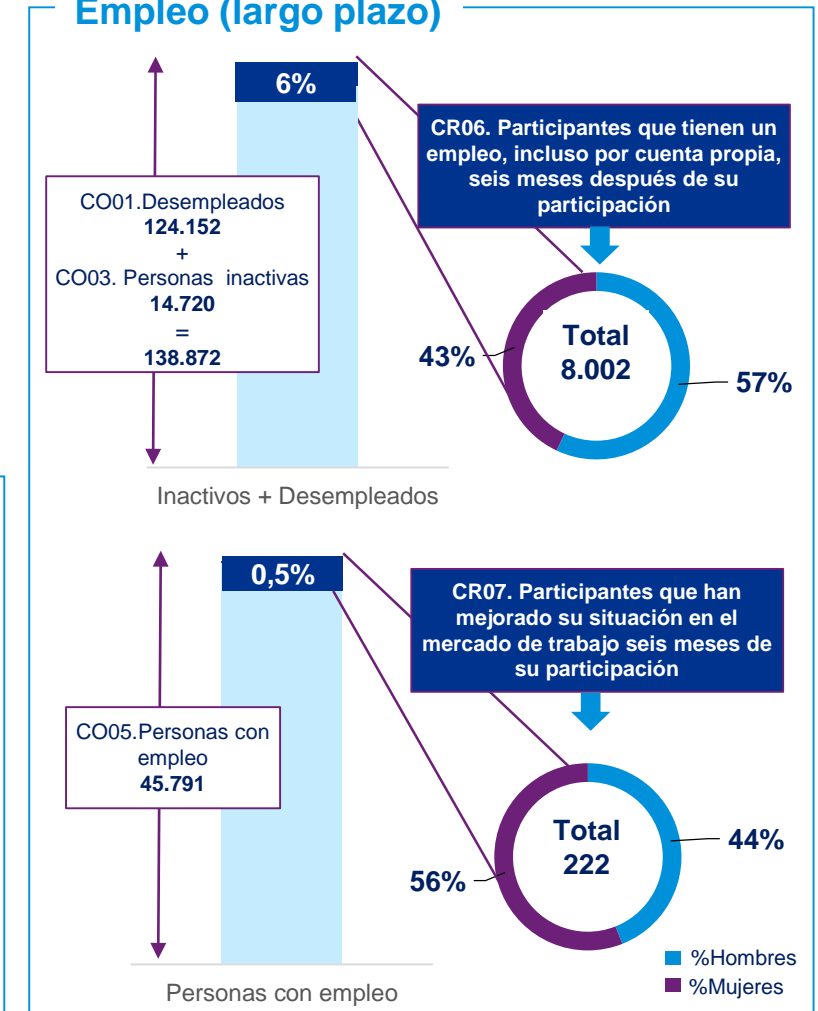 Empleo (largo plazo)
6%
CR06. Participantes que tienen un
empleo, incluso por cuenta propia,
seis meses después de su
participación
CO01.Desempleados
124.152
+
CO03. Personas inactivas
14.720
=
138.872
Total
8.002
43%
57%
Inactivos + Desempleados
0,5%
CR07. Participantes que han
mejorado su situación en el
mercado de trabajo seis meses de
su participación
CO05.Personas con
empleo
45.791
Total
222
44%
56%
%Hombres
%Mujeres
Personas con empleo